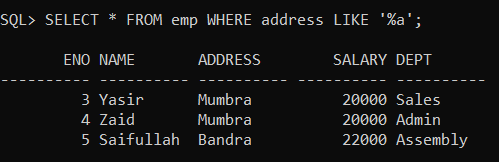 SQL> SELECT * FROM emp WHERE address LIKE '%a';
ENO NAME       ADDRESS        SALARY DEPT
---------- ---------- ---------- ---------- ----------
3 Yasir      Mumbra          20000 Sales
4 Zaid       Mumbra          20000 Admin
5 Saifullah  Bandra          22000 Assembly